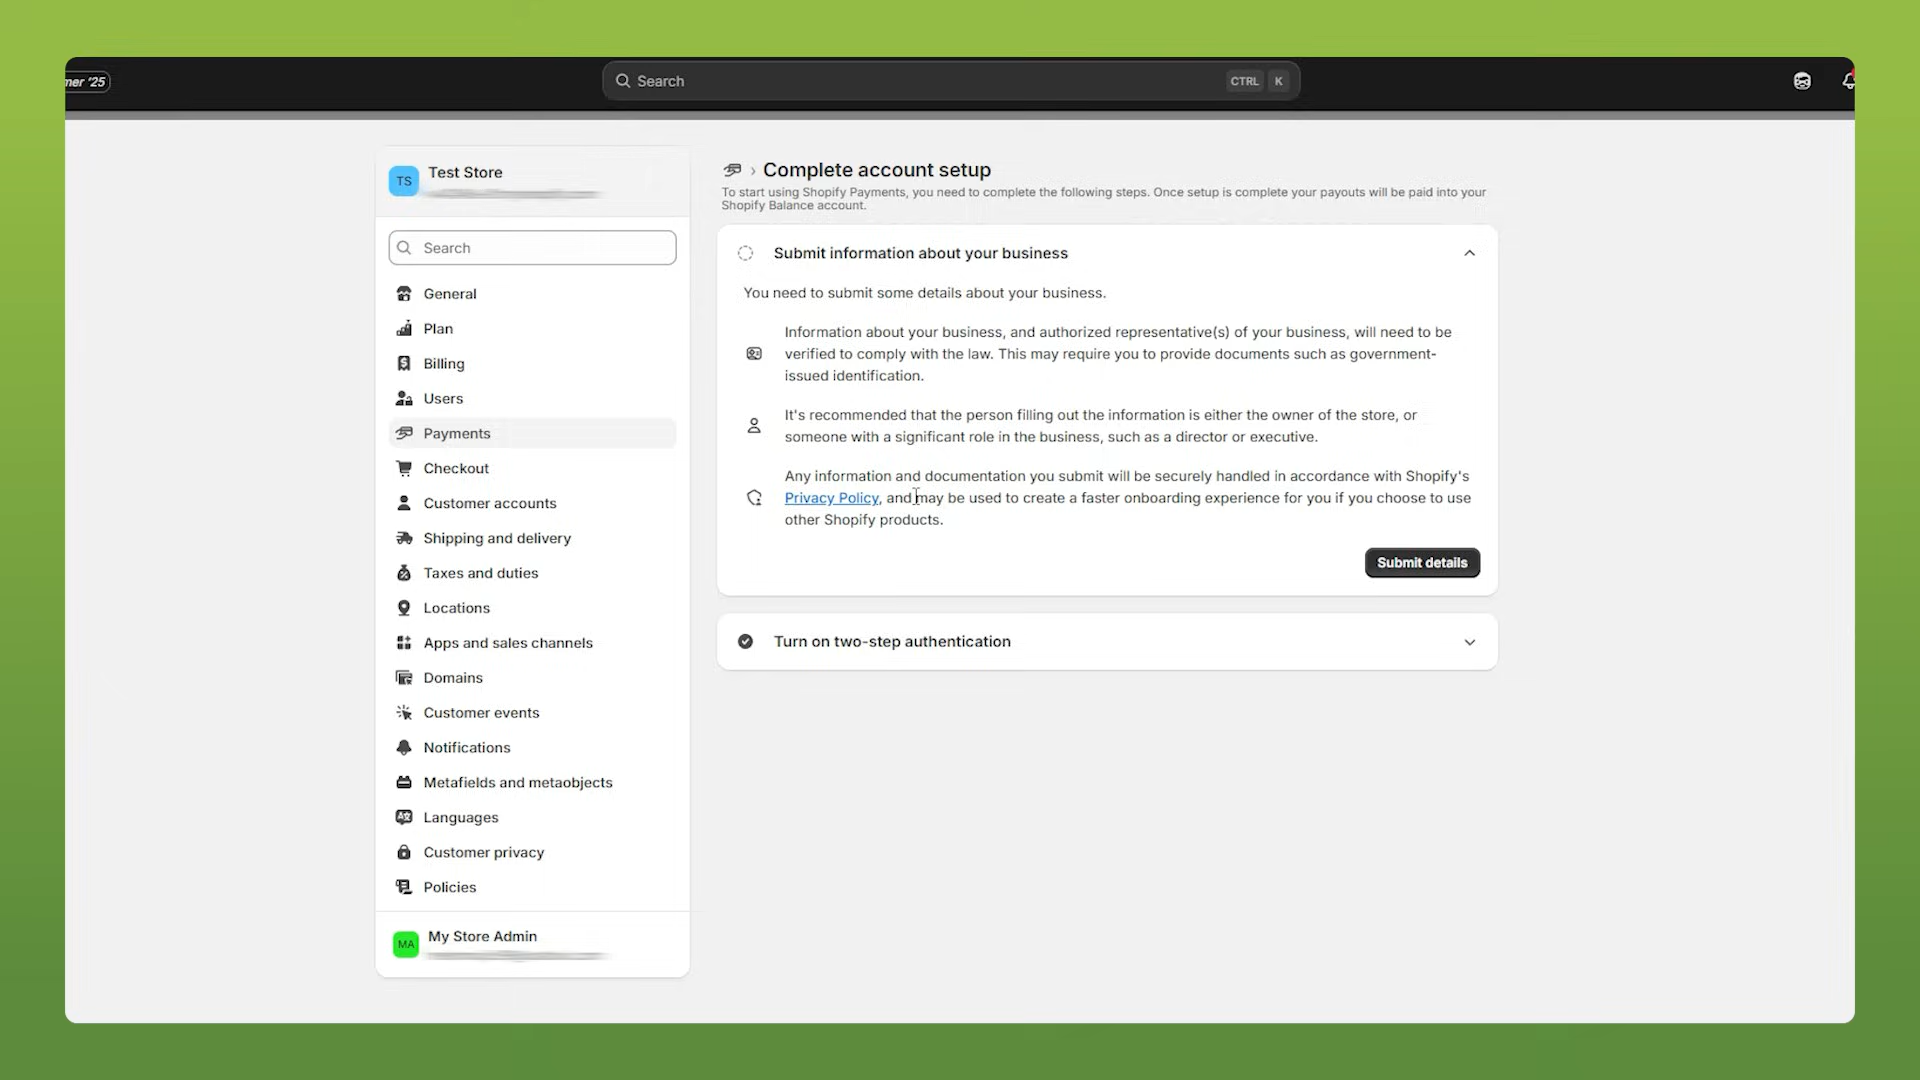 mer '25
Search
CTRL K
TS
Test Store
Search
General
Plan
Billing
Users
Payments
Checkout
Customer accounts
Shipping and delivery
Taxes and duties
Locations
Apps and sales channels
Domains
Customer events
Notifications
Metafields and metaobjects
Languages
Customer privacy
Policies
MA
My Store Admin
› Complete account setup
To start using Shopify Payments, you need to complete the following steps. Once setup is complete your payouts will be paid into your
Shopify Balance account.
Submit information about your business
You need to submit some details about your business.
Information about your business, and authorized representative(s) of your business, will need to be
verified to comply with the law. This may require you to provide documents such as government-
issued identification.
It's recommended that the person filling out the information is either the owner of the store, or
someone with a significant role in the business, such as a director or executive.
Any information and documentation you submit will be securely handled in accordance with Shopify's
Privacy Policy, and may be used to create a faster onboarding experience for you if you choose to use
other Shopify products.
Submit details
Turn on two-step authentication